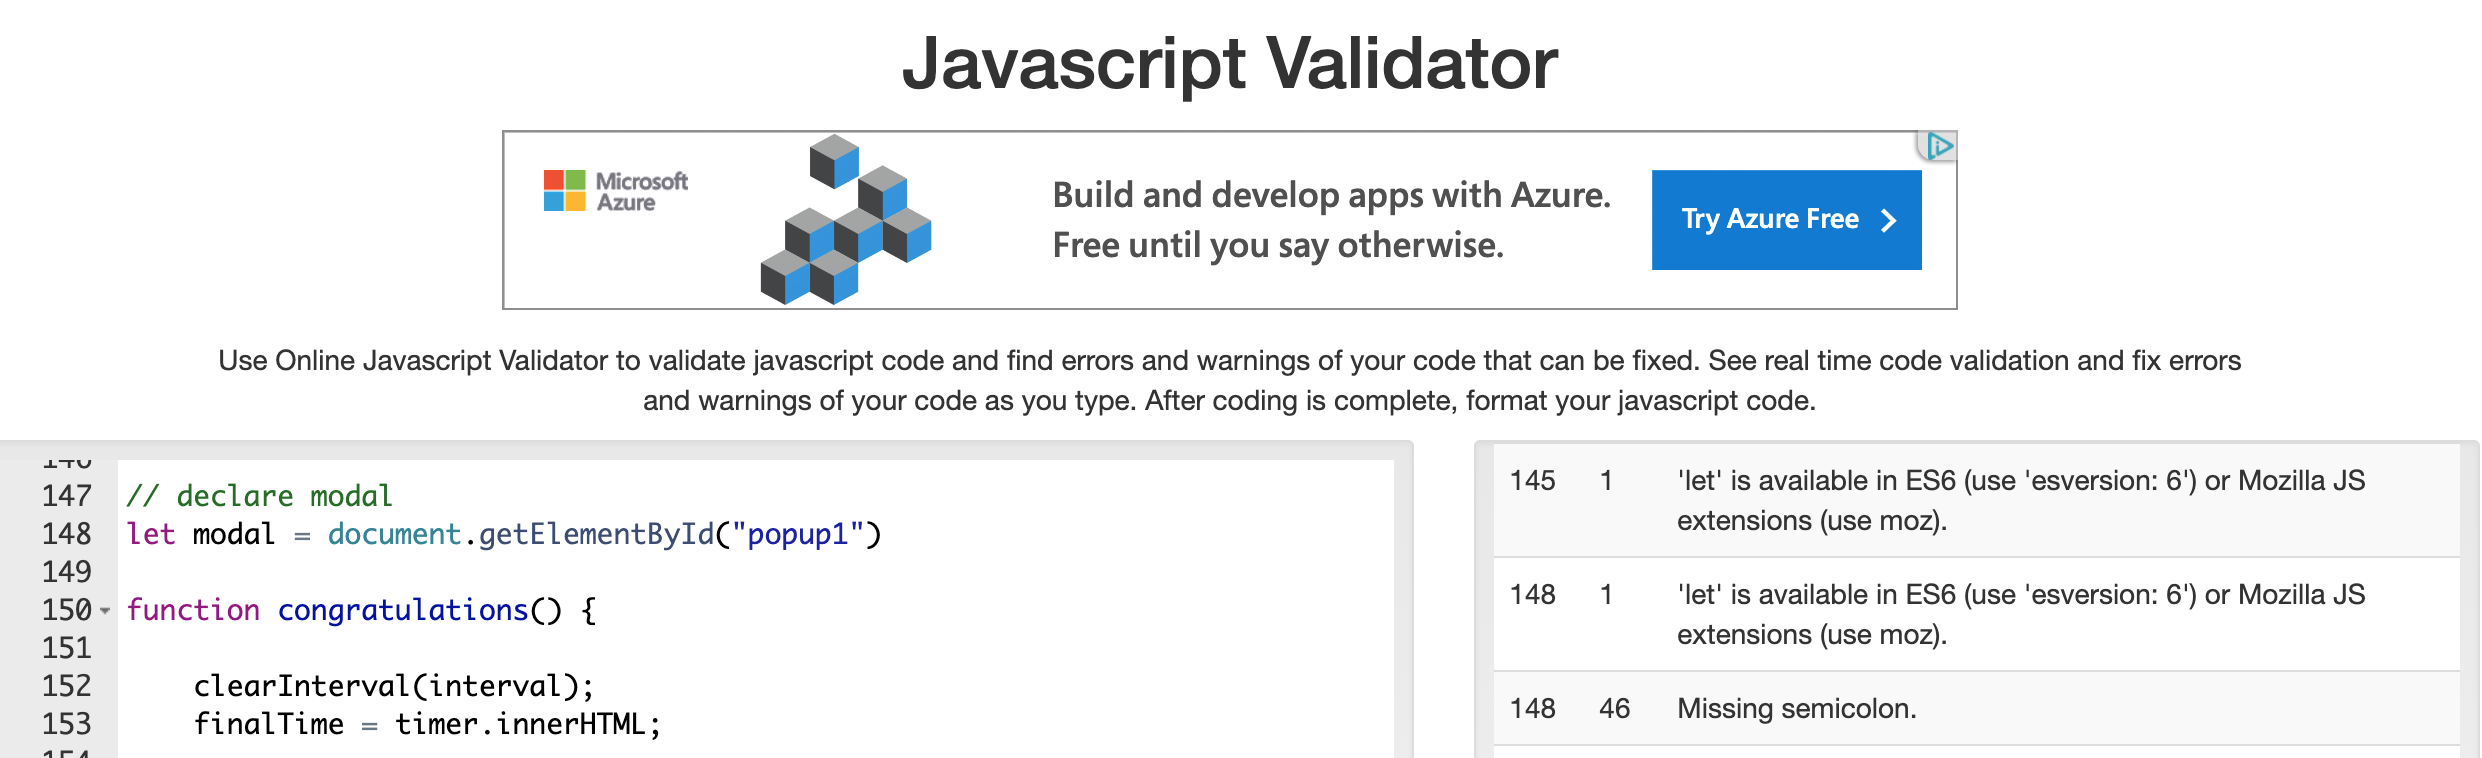 Javascript Validator
Microsoft
Azure
Build and develop apps with Azure.
Free until you say otherwise.
Try Azure Free
Use Online Javascript Validator to validate javascript code and find errors and warnings of your code that can be fixed. See real time code validation and fix errors
and warnings of your code as you type. After coding is complete, format your javascript code.
146
147 // declare modal
148 let modal = document.getElementById("popup1")
149
150 function congratulations() {
151
152 clearInterval(interval);
153 finalTime = timer.innerHTML;
154
145 1 'let' is available in ES6 (use 'esversion: 6') or Mozilla JS
extensions (use moz).
148 1 'let' is available in ES6 (use 'esversion: 6') or Mozilla JS
extensions (use moz).
148 46 Missing semicolon.